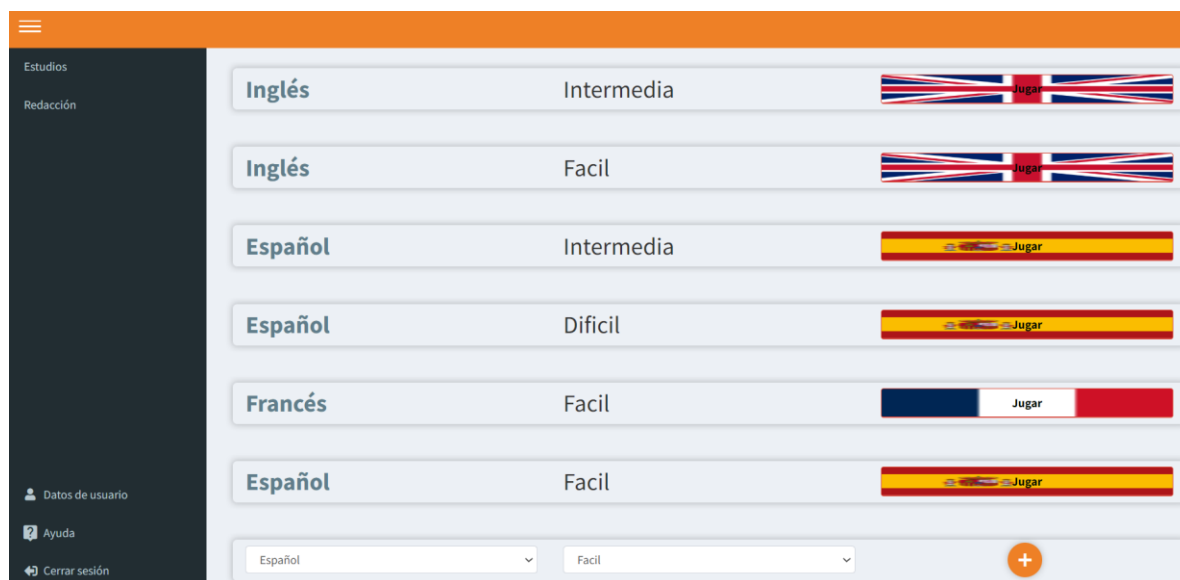 Estudios
Redacción
Inglés Intermedia Jugar
Inglés Facil Jugar
Español Intermedia Jugar
Español Dificil Jugar
Francés Facil Jugar
Español Facil Jugar
Español Facil +
Datos de usuario
Ayuda
Cerrar sesión